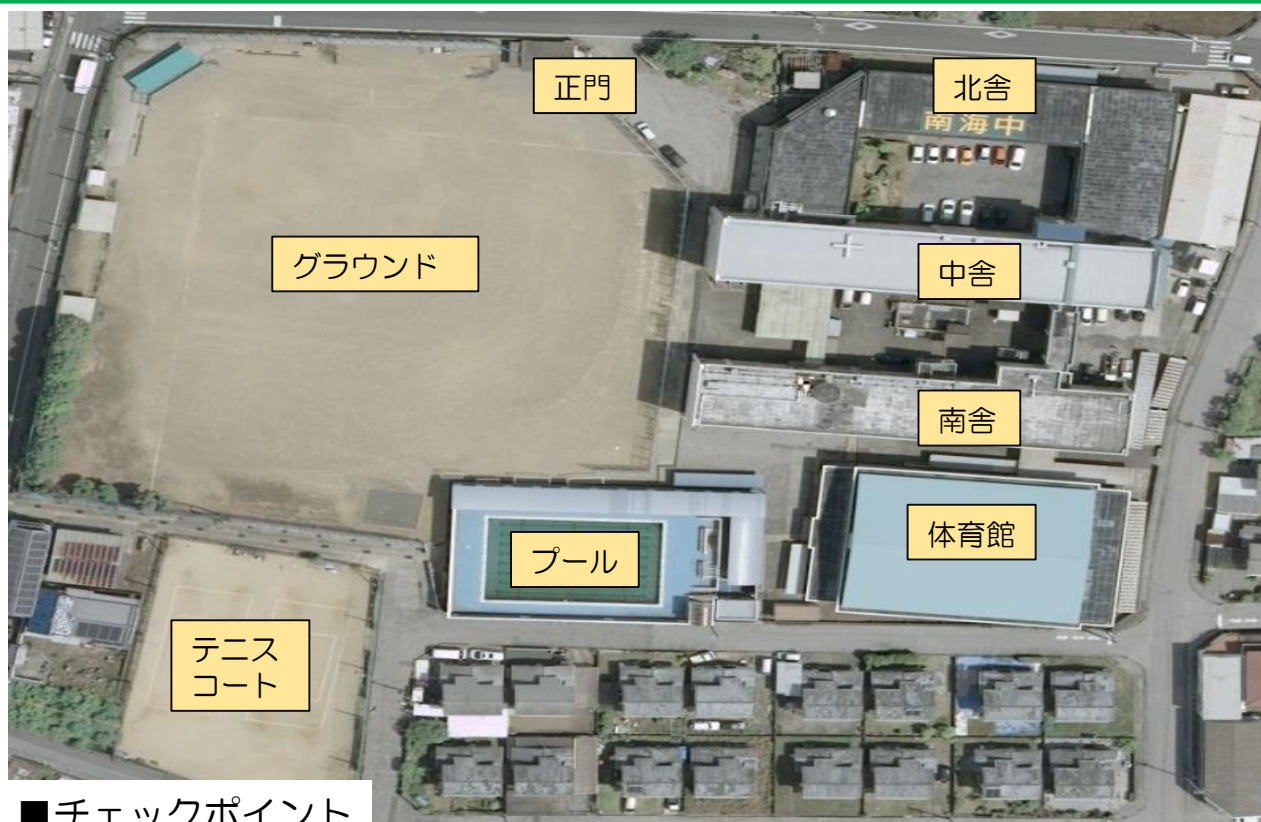 正門
北舎
南海中
グラウンド
中舎
南舎
体育館
プール
テニス
コート
■チェックポイント